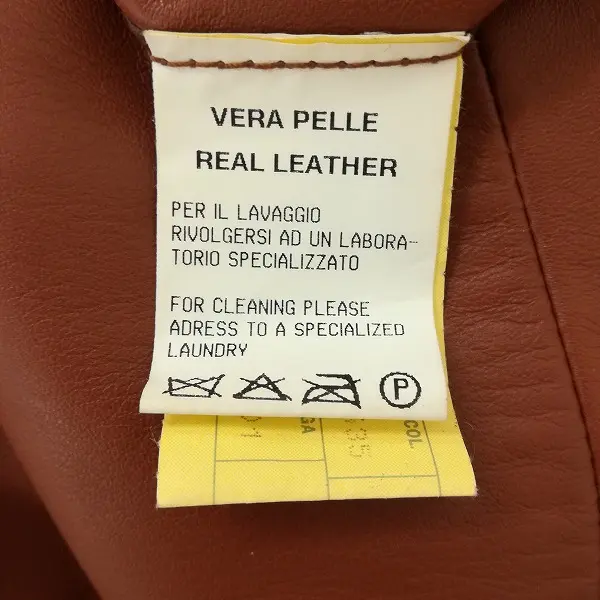 VERA PELLE
REAL LEATHER
PER IL LAVAGGIO
RIVOLGERSI AD UN LABORA-
TORIO SPECIALIZZATO
FOR CLEANING PLEASE
ADRESS TO A SPECIALIZED
LAUNDRY
P
COL.